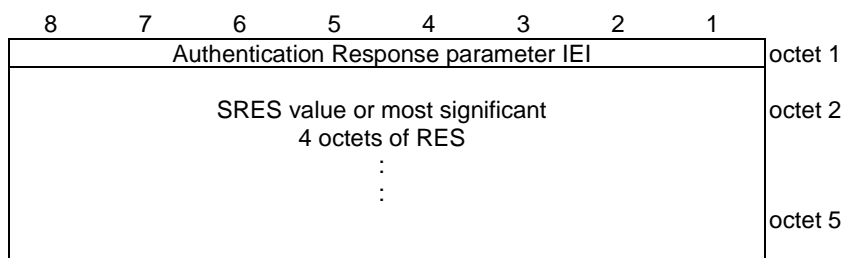 8 7 6 5 4 3 2 1
Authentication Response parameter IEI octet 1
SRES value or most significant octet 2
4 octets of RES
:
:
octet 5